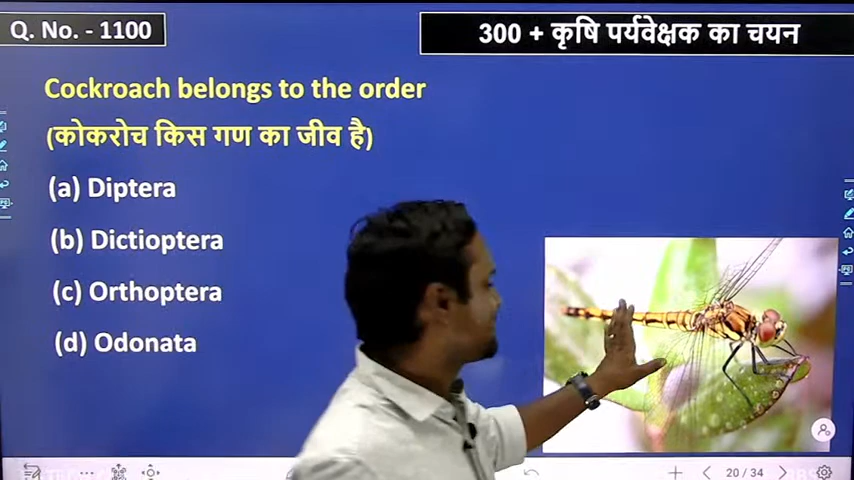 Q. No. - 1100
300 + कृषि पर्यवेक्षक का चयन
Cockroach belongs to the order
(कोकरोच किस गण का जीव है)
(a) Diptera
(b) Dictioptera
(c) Orthoptera
(d) Odonata
20 / 34